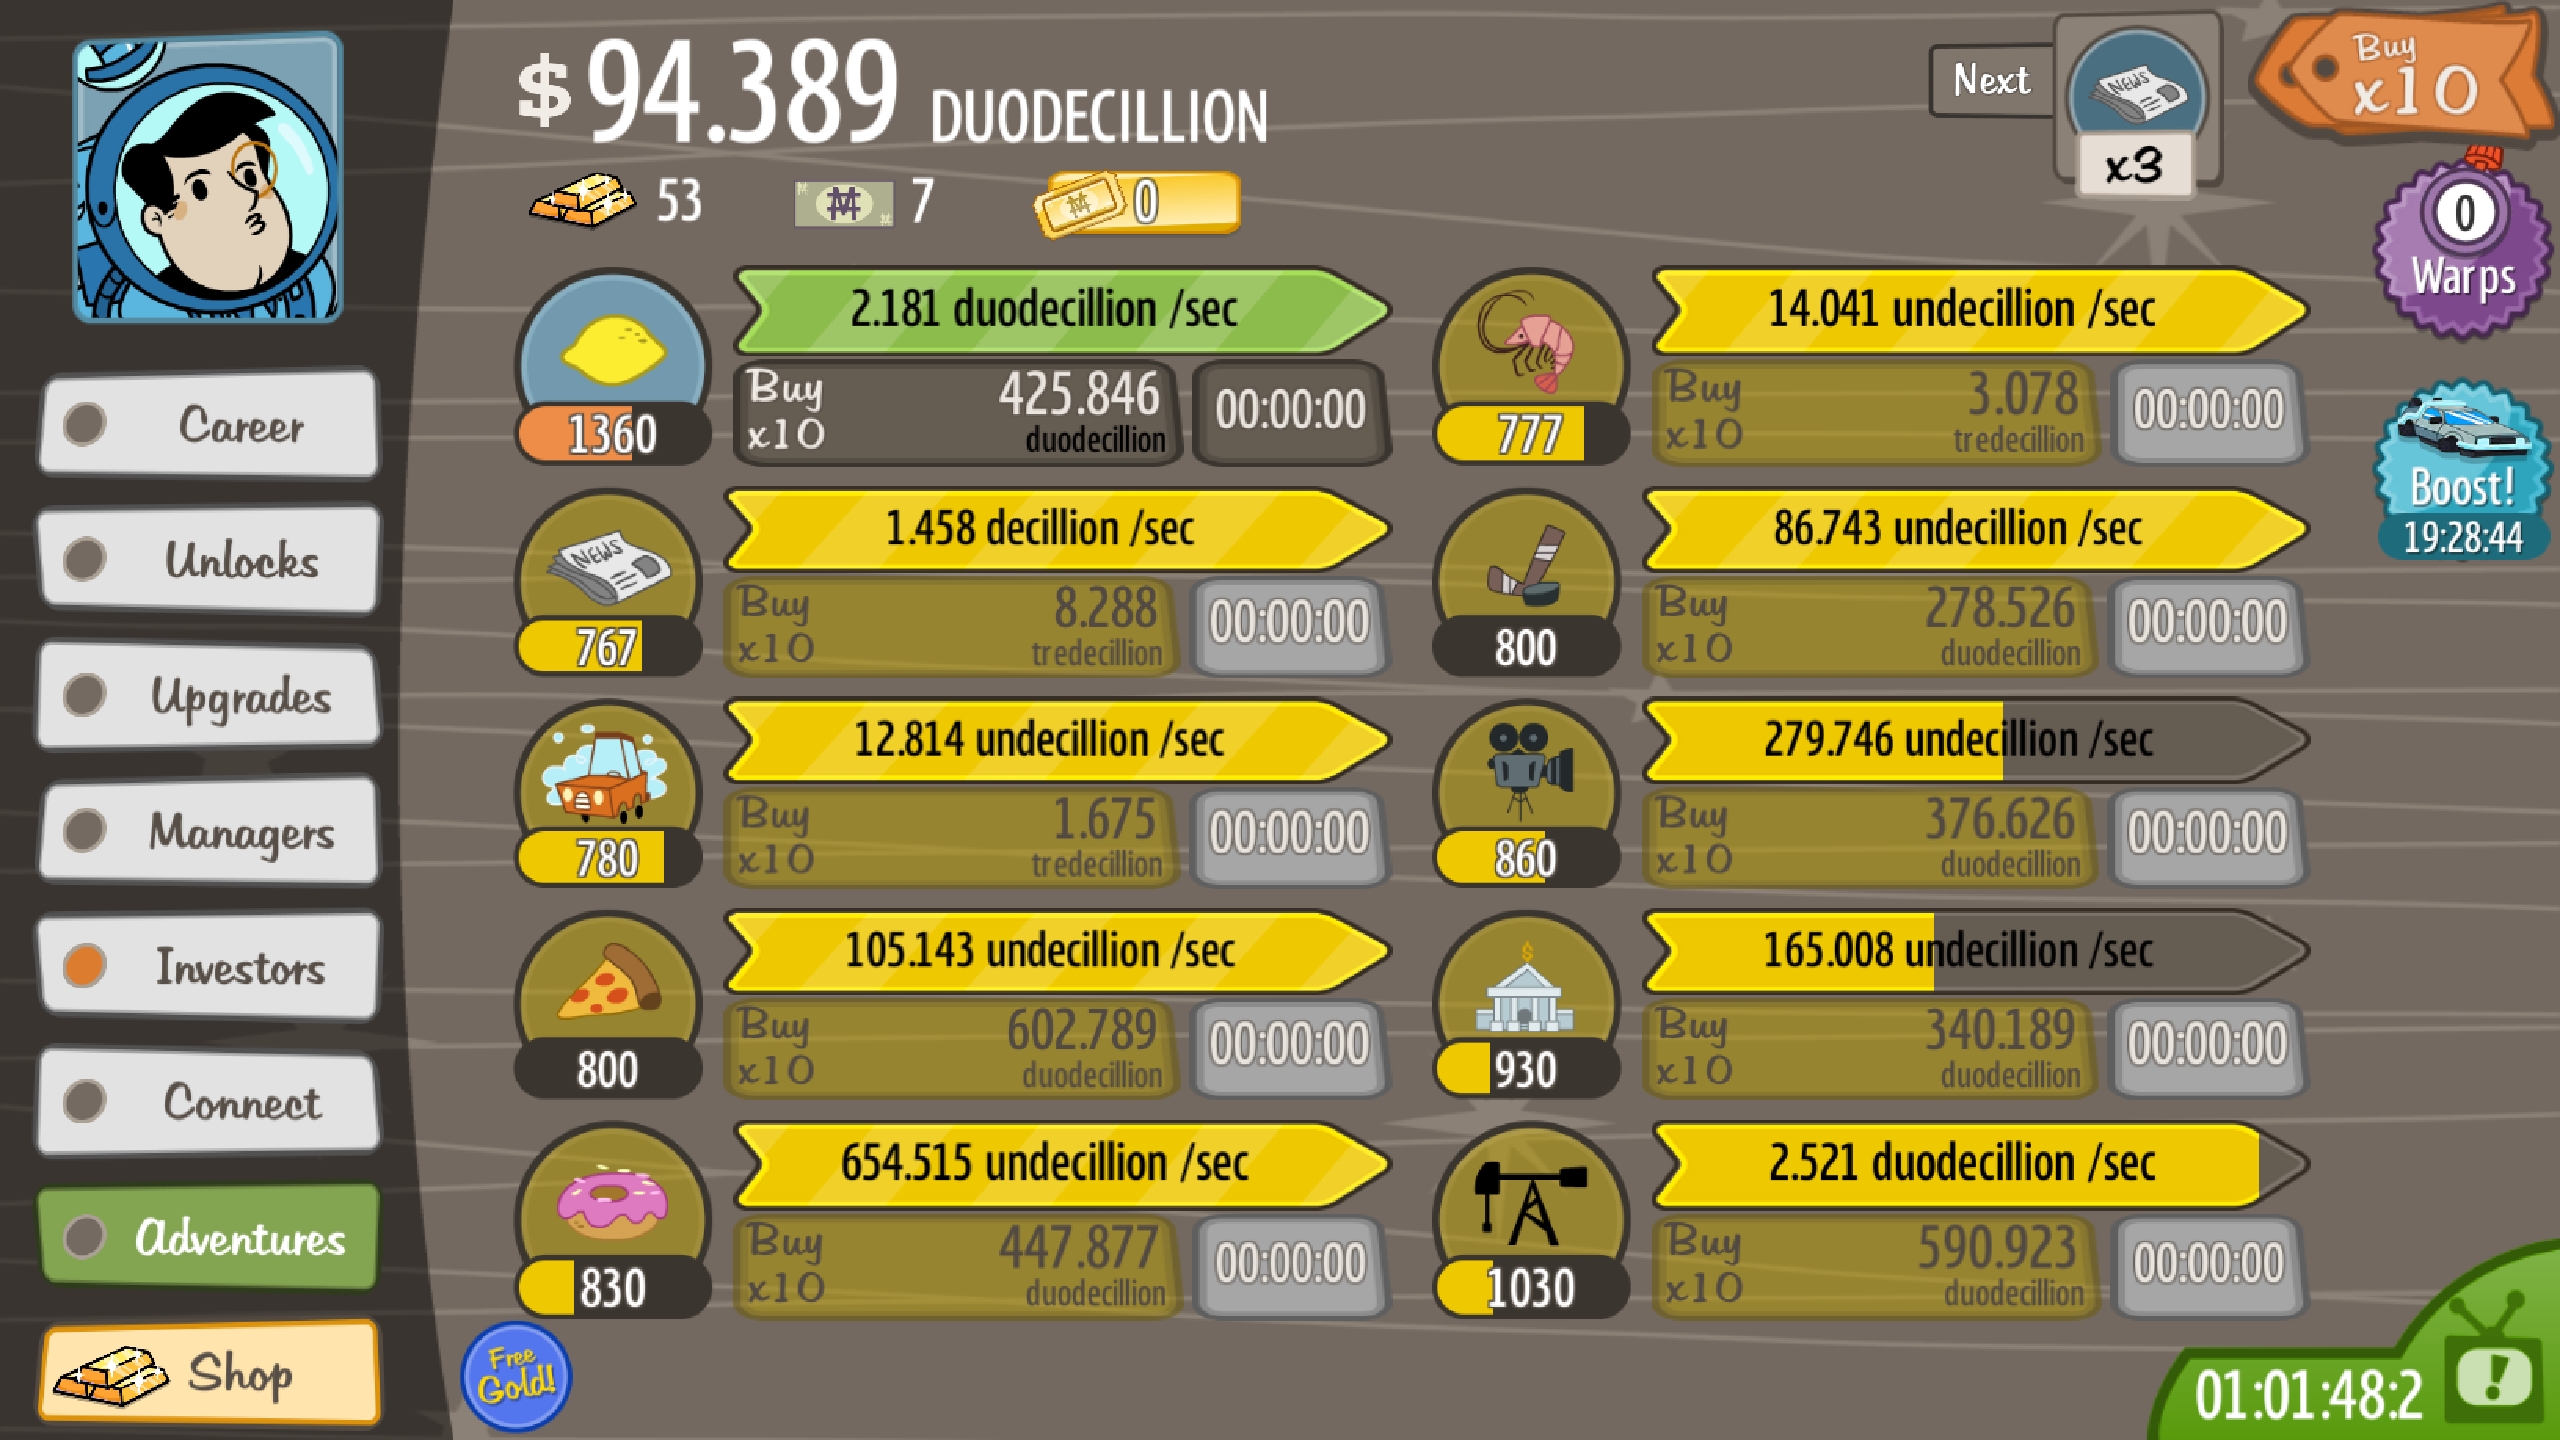 $94.389 DUODECILLION
53
7
0
Next
NEWS
x3
Buy
x10
0
Warps
Boost!
19:28:44
Career
Unlocks
Upgrades
Managers
Investors
Connect
Adventures
Shop
2.181 duodecillion /sec
1360
Buy
x10
425.846
duodecillion
00:00:00
14.041 undecillion /sec
777
Buy
x10
3.078
tredecillion
00:00:00
NEWS
1.458 decillion /sec
767
Buy
x10
8.288
tredecillion
00:00:00
86.743 undecillion /sec
800
Buy
x10
278.526
duodecillion
00:00:00
12.814 undecillion /sec
780
Buy
x10
1.675
tredecillion
00:00:00
279.746 undecillion /sec
860
Buy
x10
376.626
duodecillion
00:00:00
105.143 undecillion /sec
800
Buy
x10
602.789
duodecillion
00:00:00
165.008 undecillion /sec
930
Buy
x10
340.189
duodecillion
00:00:00
654.515 undecillion /sec
830
Buy
x10
447.877
duodecillion
00:00:00
2.521 duodecillion /sec
1030
Buy
x10
590.923
duodecillion
00:00:00
Free
Gold!
01:01:48:2
!